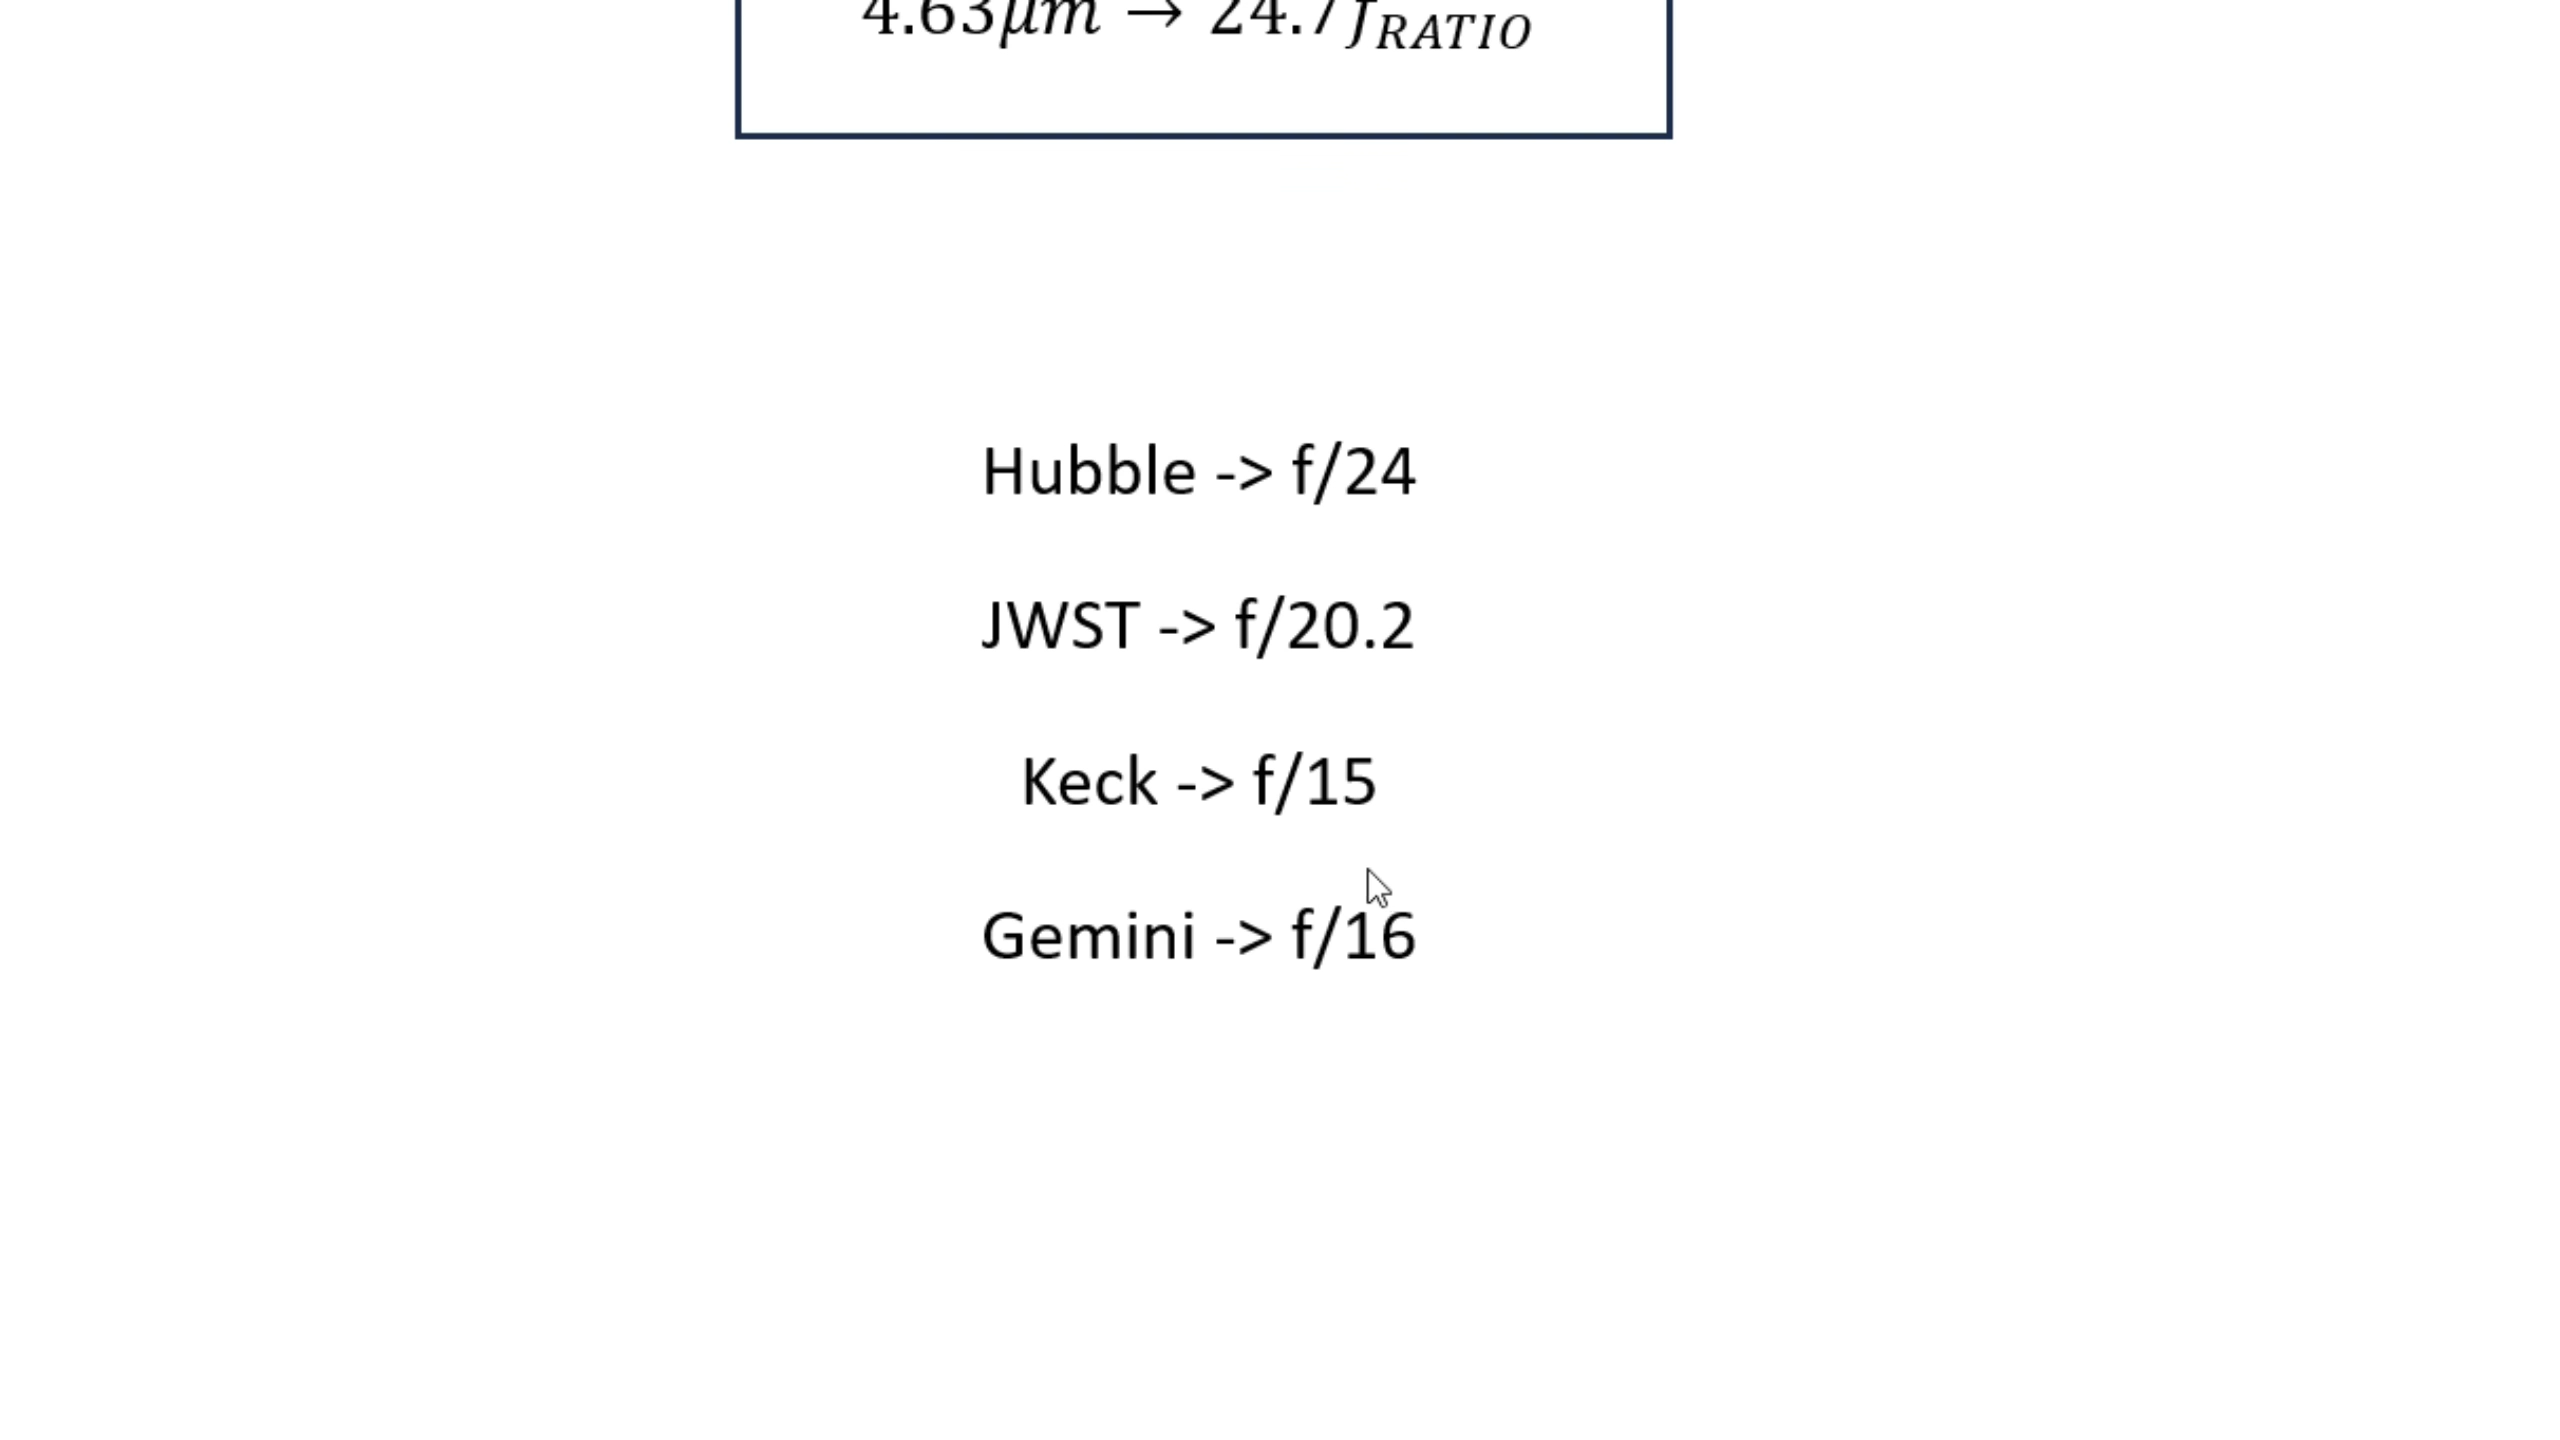 4.63μm → 24.7f_RATIO
Hubble -> f/24
JWST -> f/20.2
Keck -> f/15
Gemini -> f/16